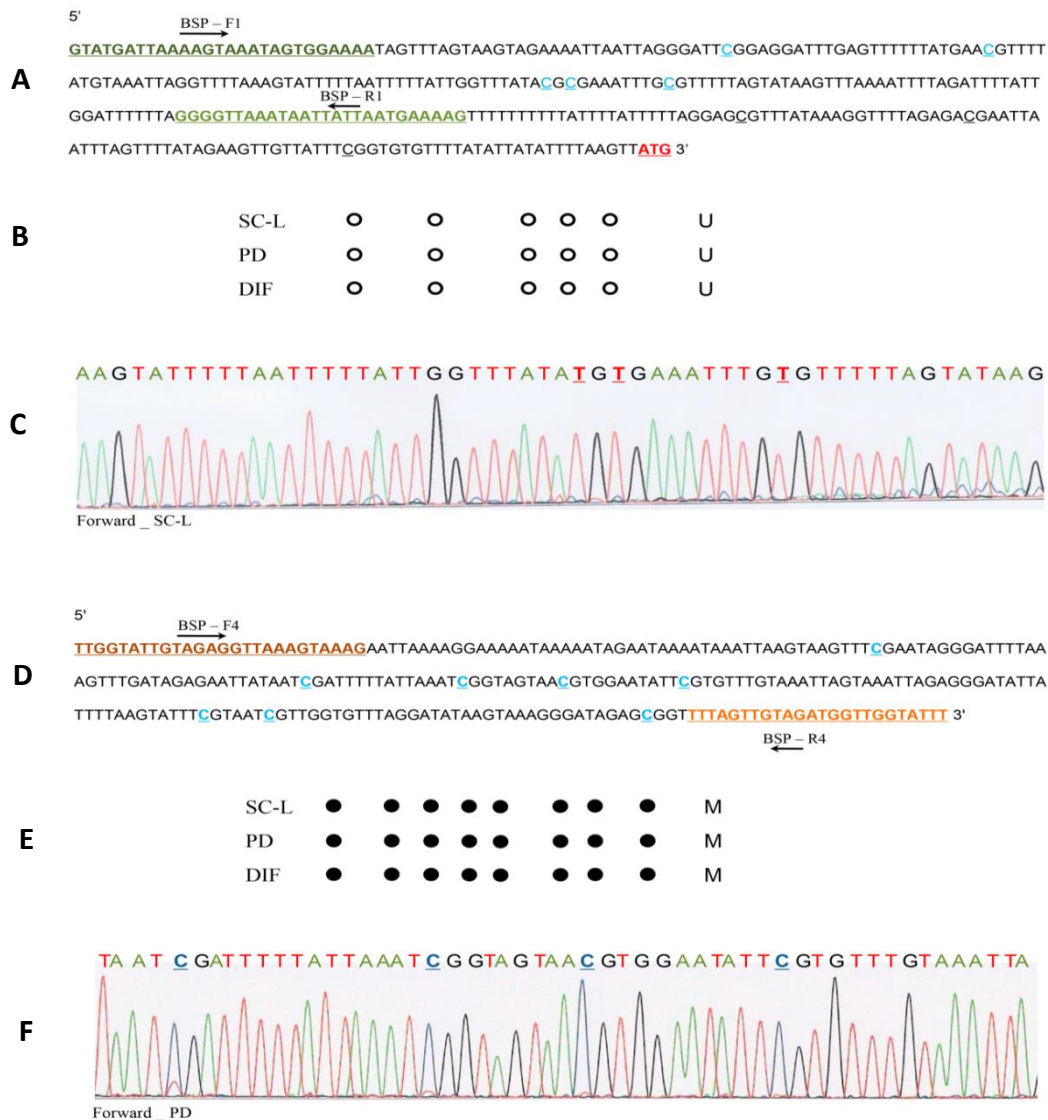 5'
BSP – F1
GTATGATTAAAAGTAAATAGTGGAAAATAGTTTAGTAAGTAGAAAATTAATTAGGGATTCGGAGGATTTGAGTTTTTTATGAACGTTTT
A
ATGTAAATTAGGTTTTAAAGTATTTTTAATTTTTATTGGTTTATACGCGAAATTTGCGTTTTTAGTATAAGTTTAAAATTTTAGATTTTATT
BSP – R1
GGATTTTTTAGGGGTTAAATAATTATTAATGAAAAGTTTTTTTTTTATTTTATTTTTTAGGAGCGTTTATAAAGGTTTTAGAGACGAATTA
ATTTAGTTTTATAGAAGTTGTTATTTCGGTGTGTTTTATATTATATTTTAAGTTATG 3'
B
SC-L U
PD U
DIF U
AAGTATTTTTAATTTTTATTGGTTTATATGTGAAATTTGTGTTTTTAGTATAAG
C
Forward _ SC-L
5'
BSP – F4
TTGGTATTGTAGAGGTTAAAGTAAAGAATTAAAAGGAAAAATAAAAATAGAATAAAATAAATTAAGTAAGTTTCGAATAGGGATTTTAA
D
AGTTTGATAGAGAATTATAATCGATTTTTATTAAATCGGTAGTAACGTGGAATATTCGTGTTTGTAAATTAGTAAATTAGAGGGATATTA
TTTTAAGTATTTCGTAATCGTTGGTGTTTAGGATATAAGTAAAGGGATAGAGCGGTTTTAGTTGTAGATGGTTGGTATTT 3'
BSP – R4
E
SC-L M
PD M
DIF M
TAATCGATTTTTATTAAATCGGTAGTAACGTGGAATATTCGTGTTTGTAAATTA
F
Forward _ PD